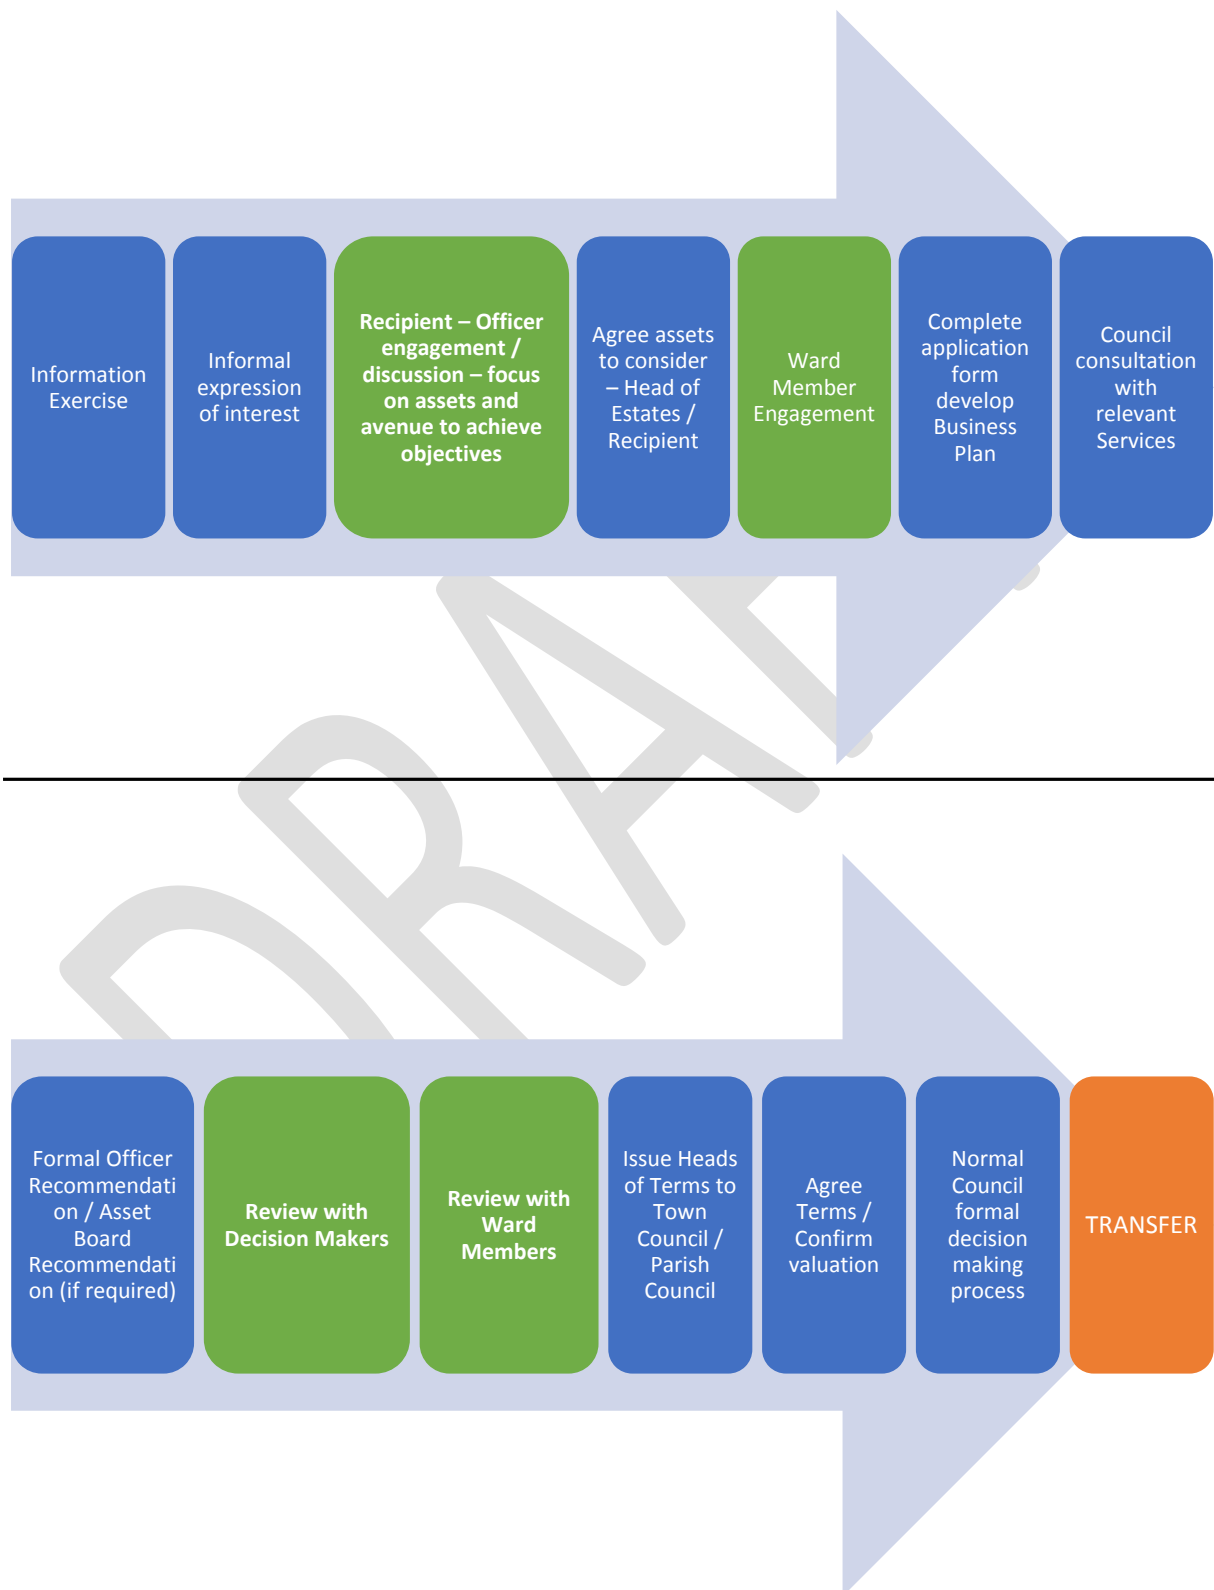 Information
Exercise
Informal
expression
of interest
Recipient – Officer
engagement /
discussion – focus
on assets and
avenue to achieve
objectives
Agree assets
to consider
– Head of
Estates /
Recipient
Ward
Member
Engagement
Complete
application
form
develop
Business
Plan
Council
consultation
with
relevant
Services
Formal Officer
Recommendati
on / Asset
Board
Recommendati
on (if required)
Review with
Decision Makers
Review with
Ward
Members
Issue Heads
of Terms to
Town
Council /
Parish
Council
Agree
Terms /
Confirm
valuation
Normal
Council
formal
decision
making
process
TRANSFER